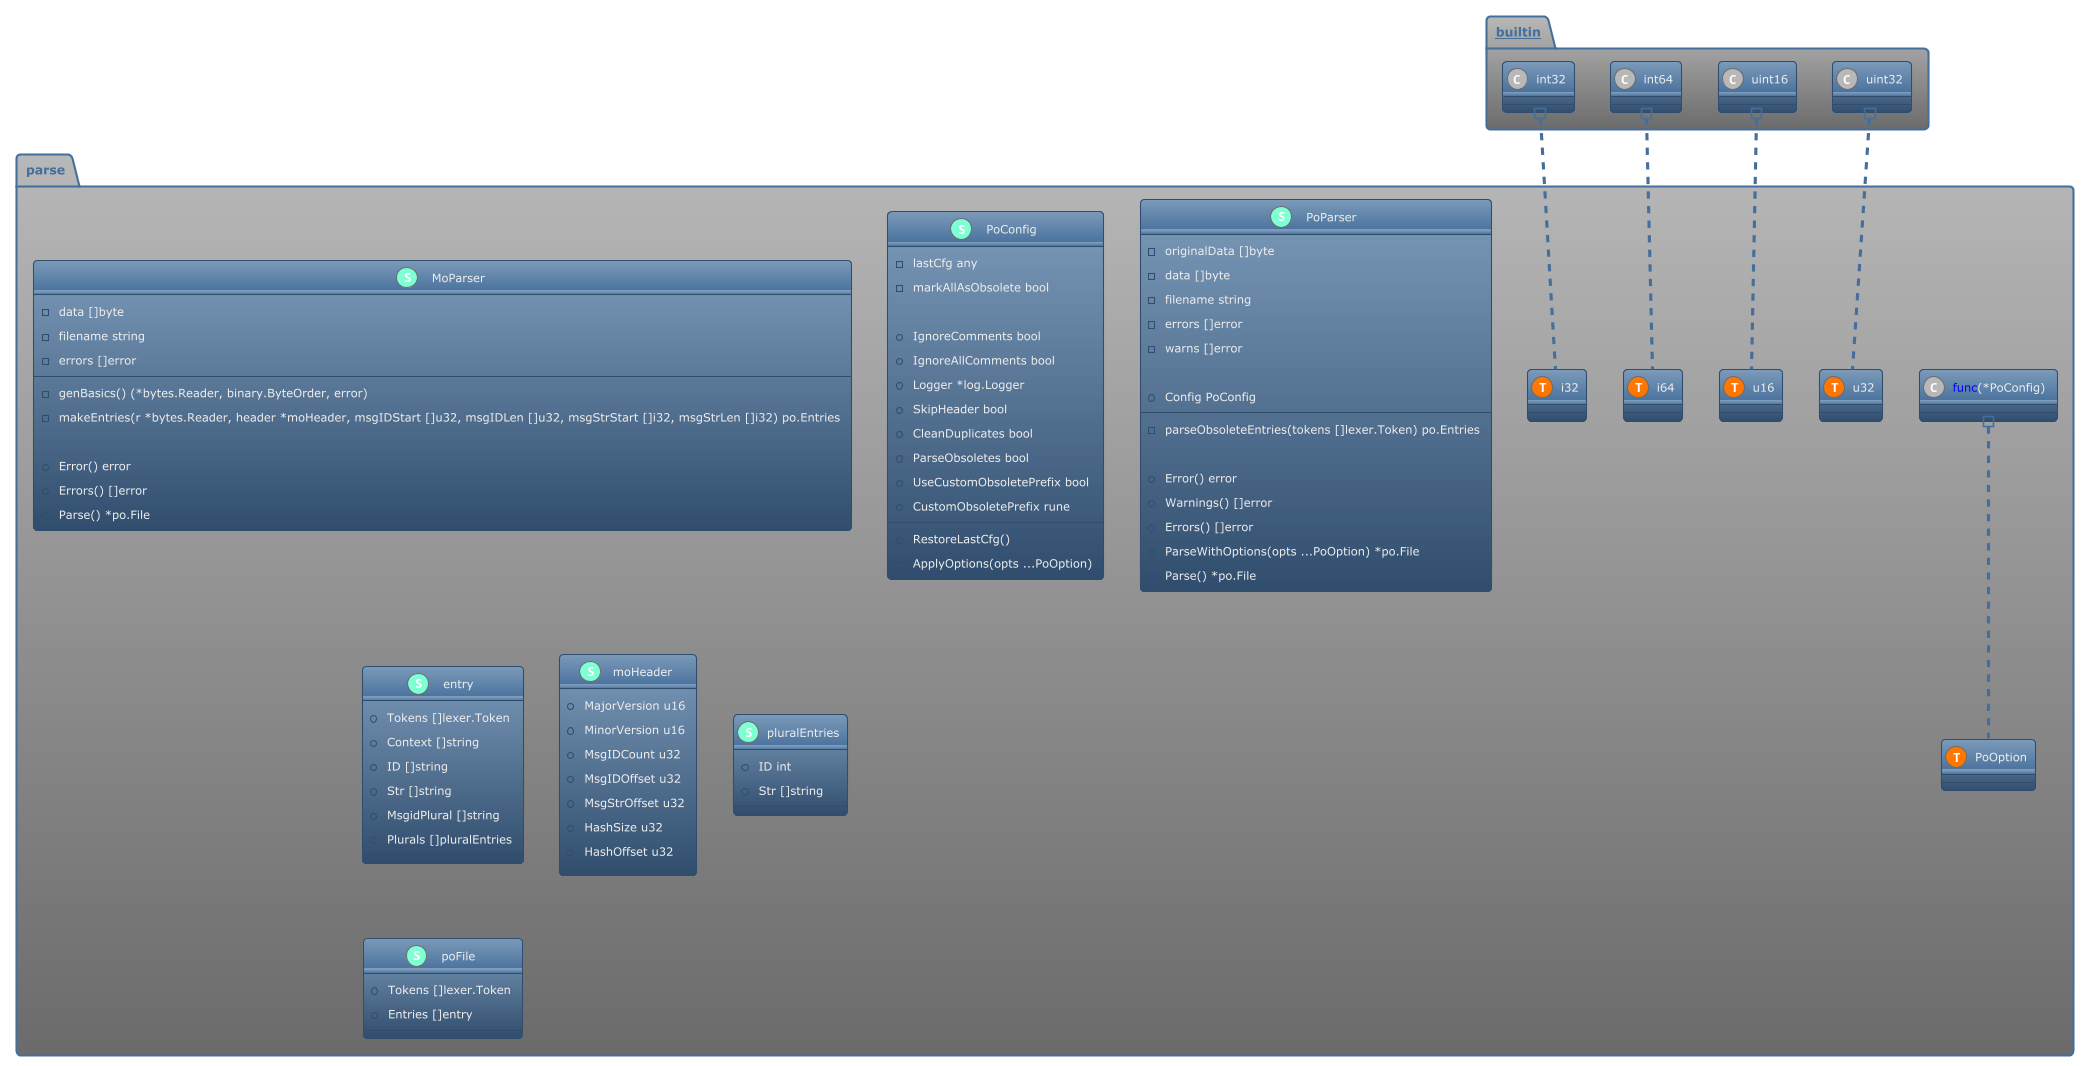 builtin
C int32
C int64
C uint16
C uint32
parse
S MoParser
data []byte
filename string
errors []error
genBasics() (*bytes.Reader, binary.ByteOrder, error)
makeEntries(r *bytes.Reader, header *moHeader, msgIDStart []u32, msgIDLen []u32, msgStrStart []i32, msgStrLen []i32) po.Entries
Error() error
Errors() []error
Parse() *po.File
S PoConfig
lastCfg any
markAllAsObsolete bool
IgnoreComments bool
IgnoreAllComments bool
Logger *log.Logger
SkipHeader bool
CleanDuplicates bool
ParseObsoletes bool
UseCustomObsoletePrefix bool
CustomObsoletePrefix rune
RestoreLastCfg()
ApplyOptions(opts ...PoOption)
S PoParser
originalData []byte
data []byte
filename string
errors []error
warns []error
Config PoConfig
parseObsoleteEntries(tokens []lexer.Token) po.Entries
Error() error
Warnings() []error
Errors() []error
ParseWithOptions(opts ...PoOption) *po.File
Parse() *po.File
T i32
T i64
T u16
T u32
C func(*PoConfig)
S entry
Tokens []lexer.Token
Context []string
ID []string
Str []string
MsgidPlural []string
Plurals []pluralEntries
S moHeader
MajorVersion u16
MinorVersion u16
MsgIDCount u32
MsgIDOffset u32
MsgStrOffset u32
HashSize u32
HashOffset u32
S pluralEntries
ID int
Str []string
T PoOption
S poFile
Tokens []lexer.Token
Entries []entry